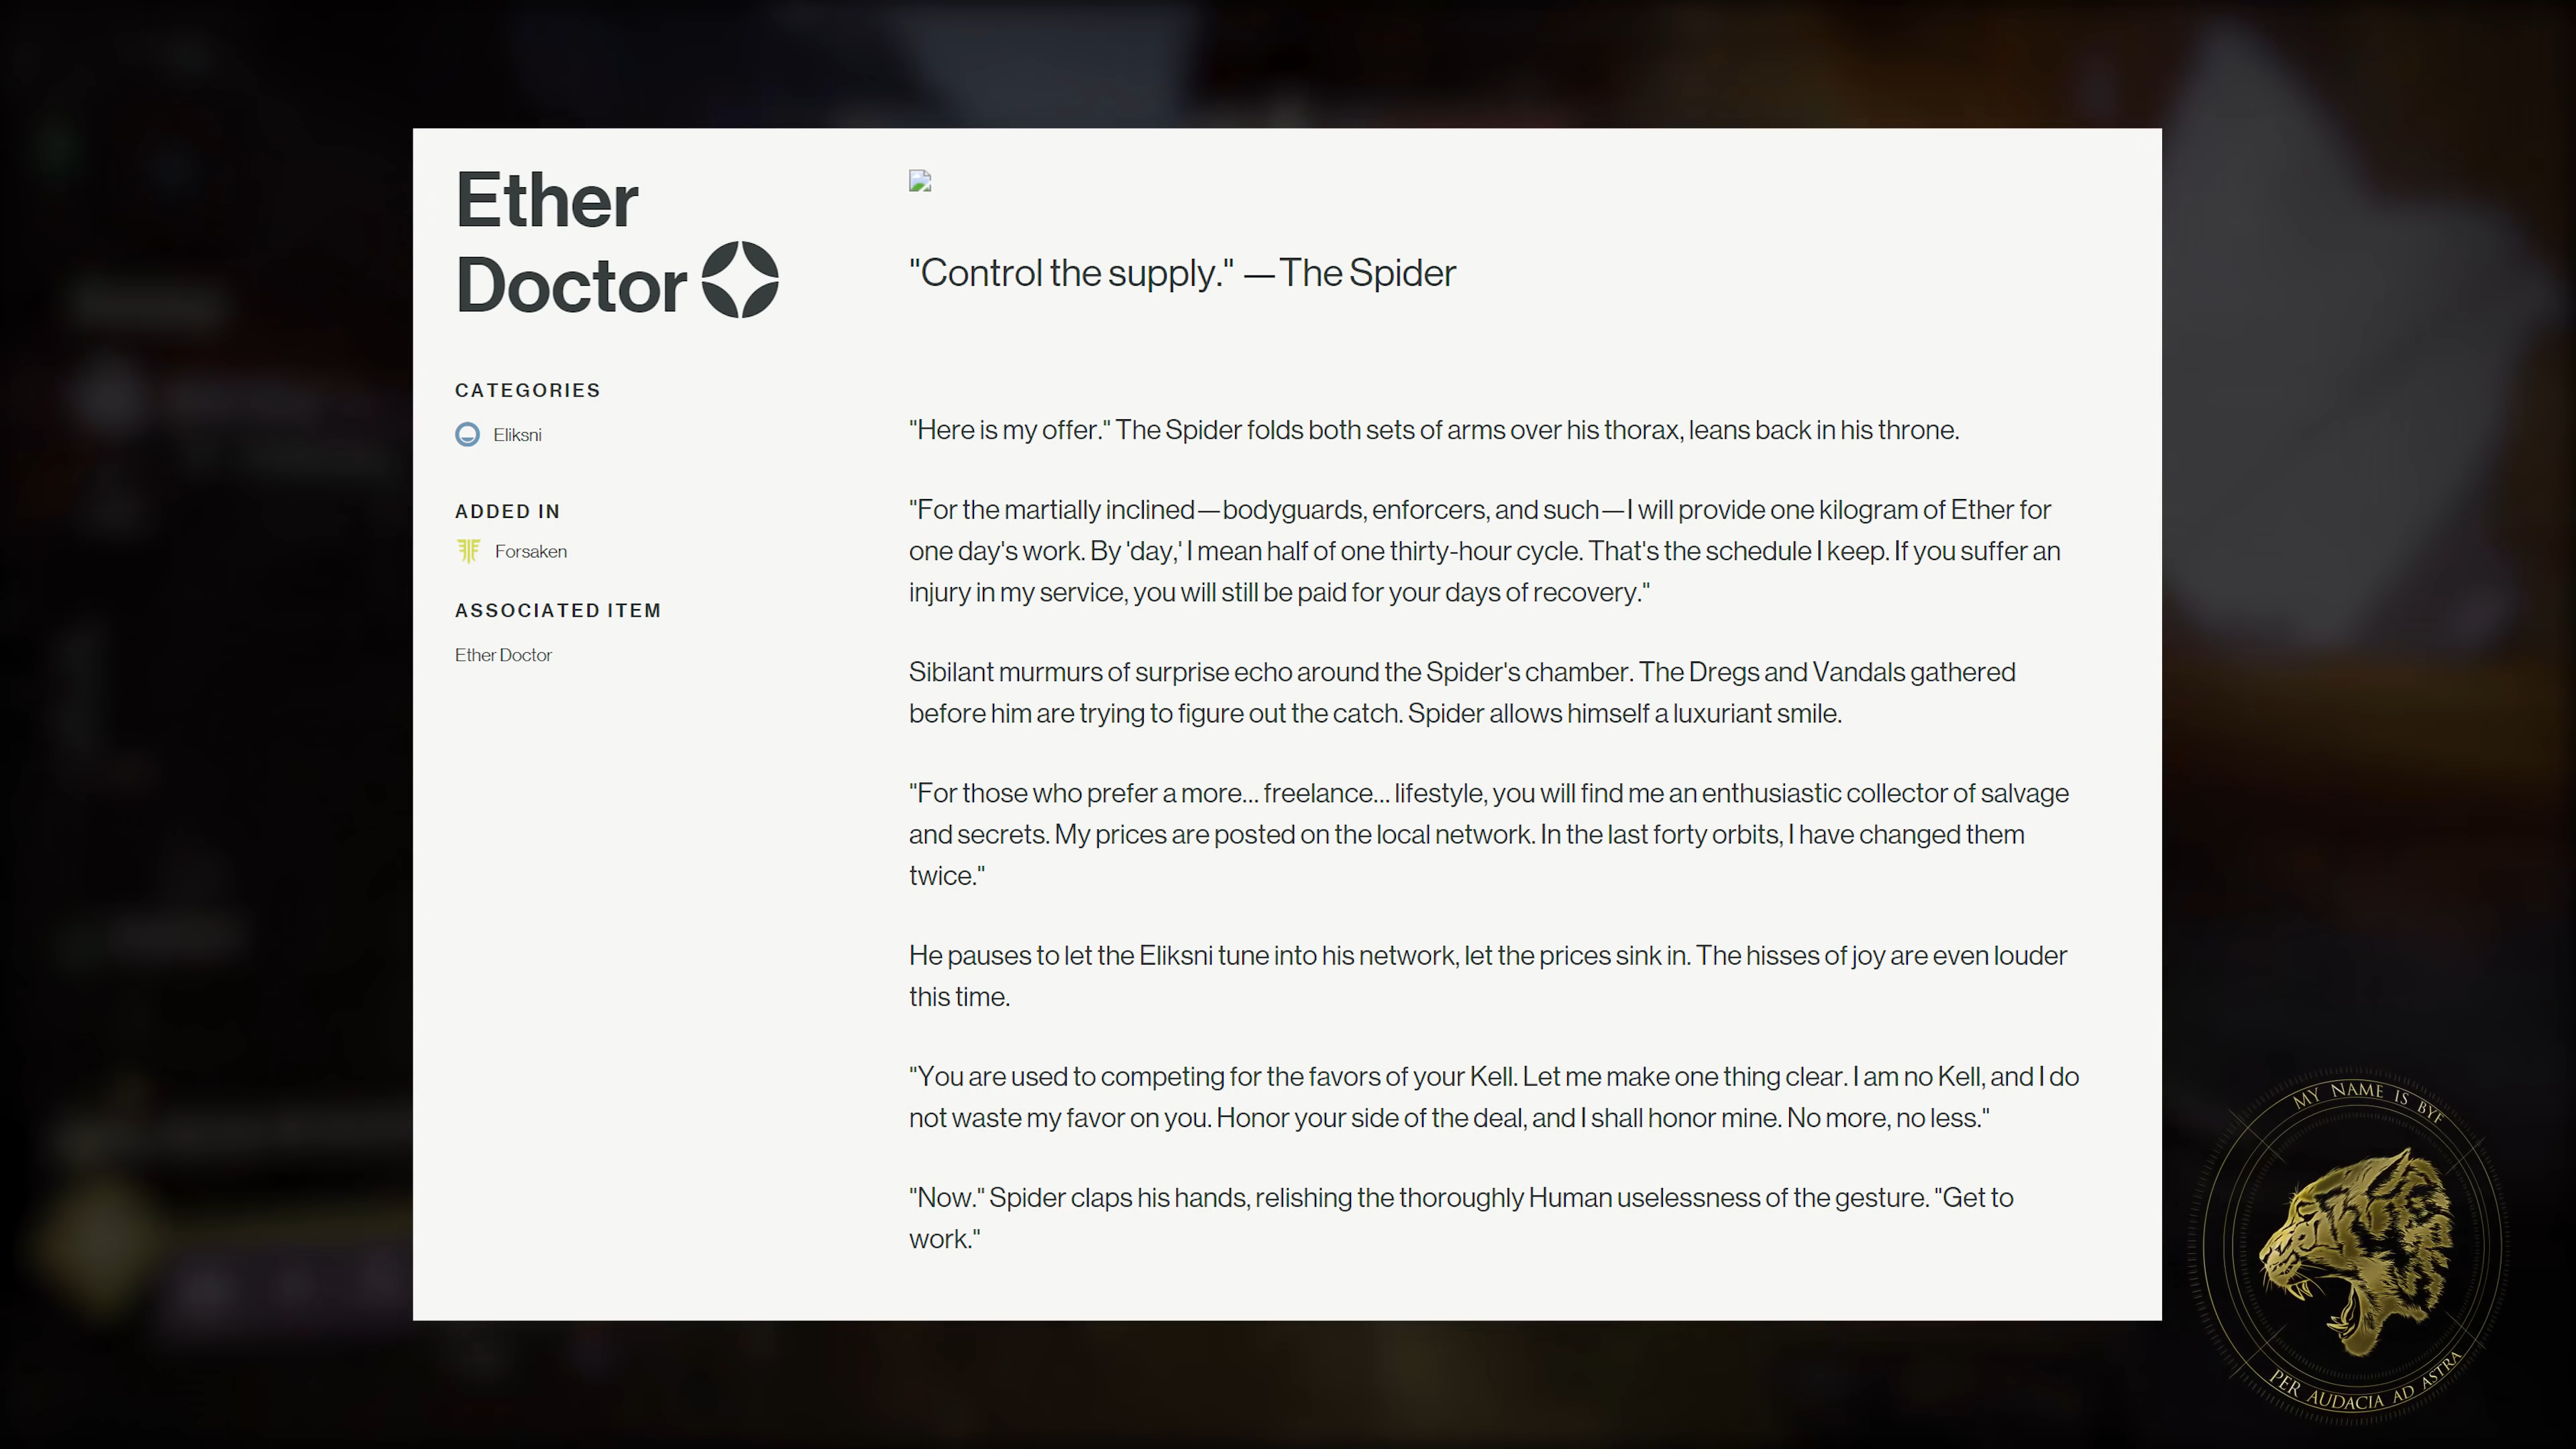 Ether
Doctor
CATEGORIES
Eliksni
ADDED IN
Forsaken
ASSOCIATED ITEM
Ether Doctor
"Control the supply." —The Spider
"Here is my offer." The Spider folds both sets of arms over his thorax, leans back in his throne.
"For the martially inclined—bodyguards, enforcers, and such—I will provide one kilogram of Ether for
one day's work. By 'day,' I mean half of one thirty-hour cycle. That's the schedule I keep. If you suffer an
injury in my service, you will still be paid for your days of recovery."
Sibilant murmurs of surprise echo around the Spider's chamber. The Dregs and Vandals gathered
before him are trying to figure out the catch. Spider allows himself a luxuriant smile.
"For those who prefer a more... freelance... lifestyle, you will find me an enthusiastic collector of salvage
and secrets. My prices are posted on the local network. In the last forty orbits, I have changed them
twice."
He pauses to let the Eliksni tune into his network, let the prices sink in. The hisses of joy are even louder
this time.
"You are used to competing for the favors of your Kell. Let me make one thing clear. I am no Kell, and I do
not waste my favor on you. Honor your side of the deal, and I shall honor mine. No more, no less."
"Now." Spider claps his hands, relishing the thoroughly Human uselessness of the gesture. "Get to
work."
MY NAME IS BYF
PER AUDACIA AD ASTRA